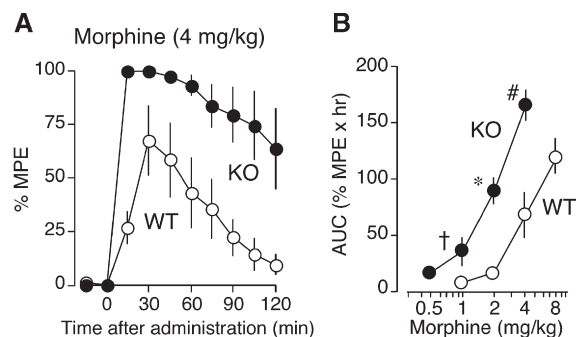 A
Morphine (4 mg/kg)
% MPE
100
75
50
25
0
KO
WT
0 30 60 90 120
Time after administration (min)
B
AUC (% MPE x hr)
200
150
100
50
0
#
KO
*
†
WT
0.5 1 2 4 8
Morphine (mg/kg)